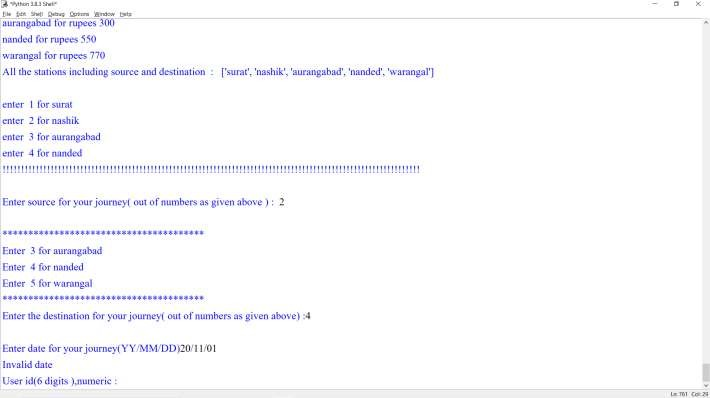 *Python 3.8.3 Shell*
File Edit Shell Debug Options Window Help
aurangabad for rupees 300
nanded for rupees 550
warangal for rupees 770
All the stations including source and destination : ['surat', 'nashik', 'aurangabad', 'nanded', 'warangal']
enter 1 for surat
enter 2 for nashik
enter 3 for aurangabad
enter 4 for nanded
!!!!!!!!!!!!!!!!!!!!!!!!!!!!!!!!!!!!!!!!!!!!!!!!!!!!!!!!!!!!!!!!!!!!!!!!!!!!!!!!!!!!!!!!!!!!!!!!!!!!!!!!!!!!!!!!!!!!
Enter source for your journey( out of numbers as given above ) : 2
****************************************
Enter 3 for aurangabad
Enter 4 for nanded
Enter 5 for warangal
****************************************
Enter the destination for your journey( out of numbers as given above) :4
Enter date for your journey(YY/MM/DD)20/11/01
Invalid date
User id(6 digits ),numeric :
Ln: 761 Col: 29